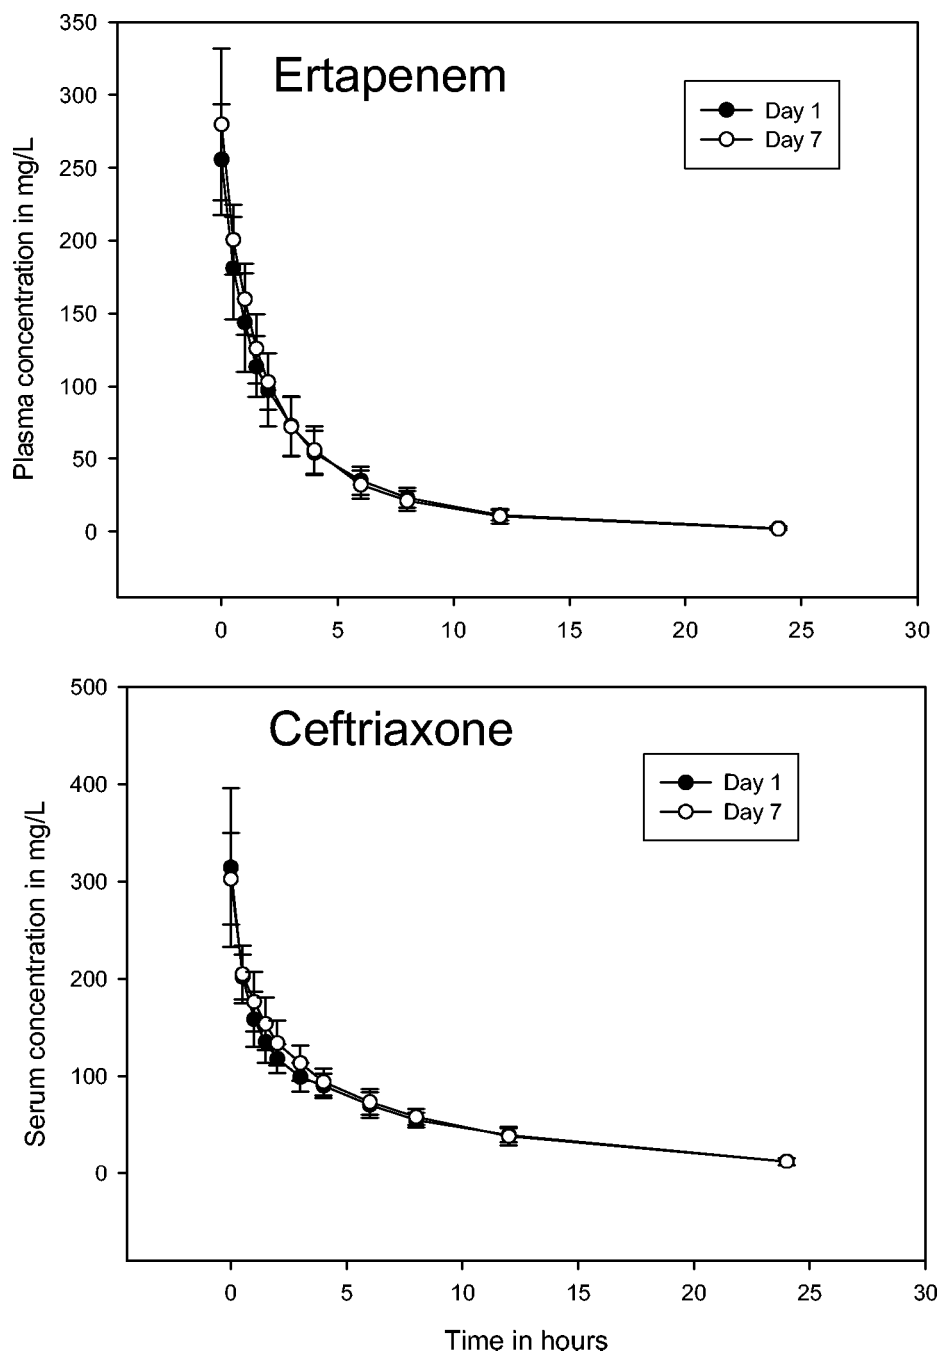 350
300
250
200
150
100
50
0
Plasma concentration in mg/L
Ertapenem
Day 1
Day 7
0 5 10 15 20 25 30
500
400
300
200
100
0
Serum concentration in mg/L
Ceftriaxone
Day 1
Day 7
0 5 10 15 20 25 30
Time in hours